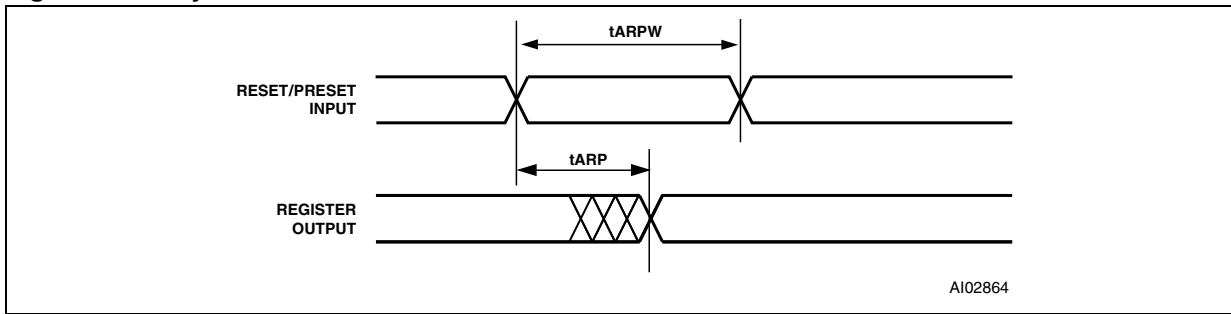 tARPW
RESET/PRESET
INPUT
tARP
REGISTER
OUTPUT
AI02864